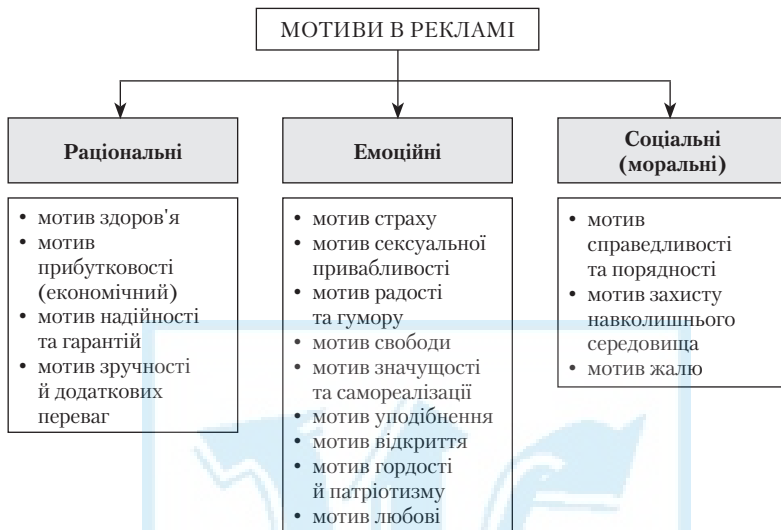 МОТИВИ В РЕКЛАМІ
Раціональні
• мотив здоров'я
• мотив
прибутковості
(економічний)
• мотив надійності
та гарантій
• мотив зручності
й додаткових
переваг
Емоційні
• мотив страху
• мотив сексуальної
привабливості
• мотив радості
та гумору
• мотив свободи
• мотив значущості
та самореалізації
• мотив уподібнення
• мотив відкриття
• мотив гордості
й патріотизму
• мотив любові
Соціальні
(моральні)
• мотив
справедливості
та порядності
• мотив захисту
навколишнього
середовища
• мотив жалю